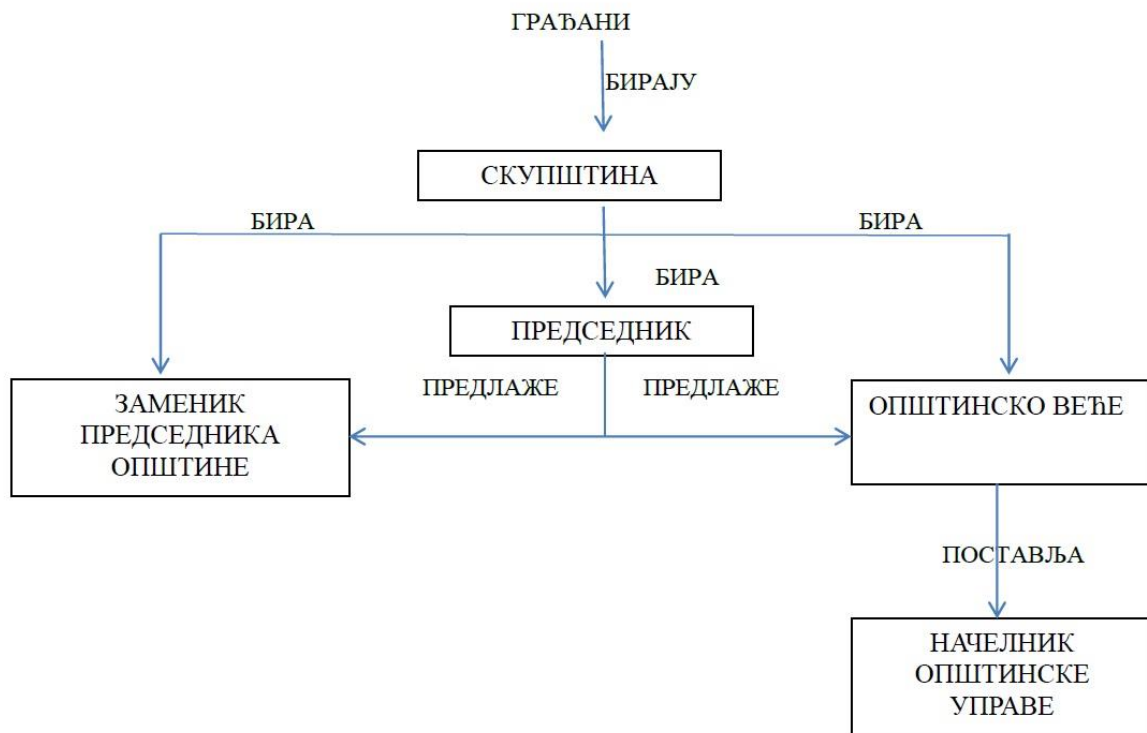 ГРАЂАНИ
БИРАЈУ
СКУПШТИНА
БИРА
БИРА
БИРА
ПРЕДСЕДНИК
ПРЕДЛАЖЕ
ПРЕДЛАЖЕ
ЗАМЕНИК
ПРЕДСЕДНИКА
ОПШТИНЕ
ОПШТИНСКО ВЕЋЕ
ПОСТАВЉА
НАЧЕЛНИК
ОПШТИНСКЕ
УПРАВЕ